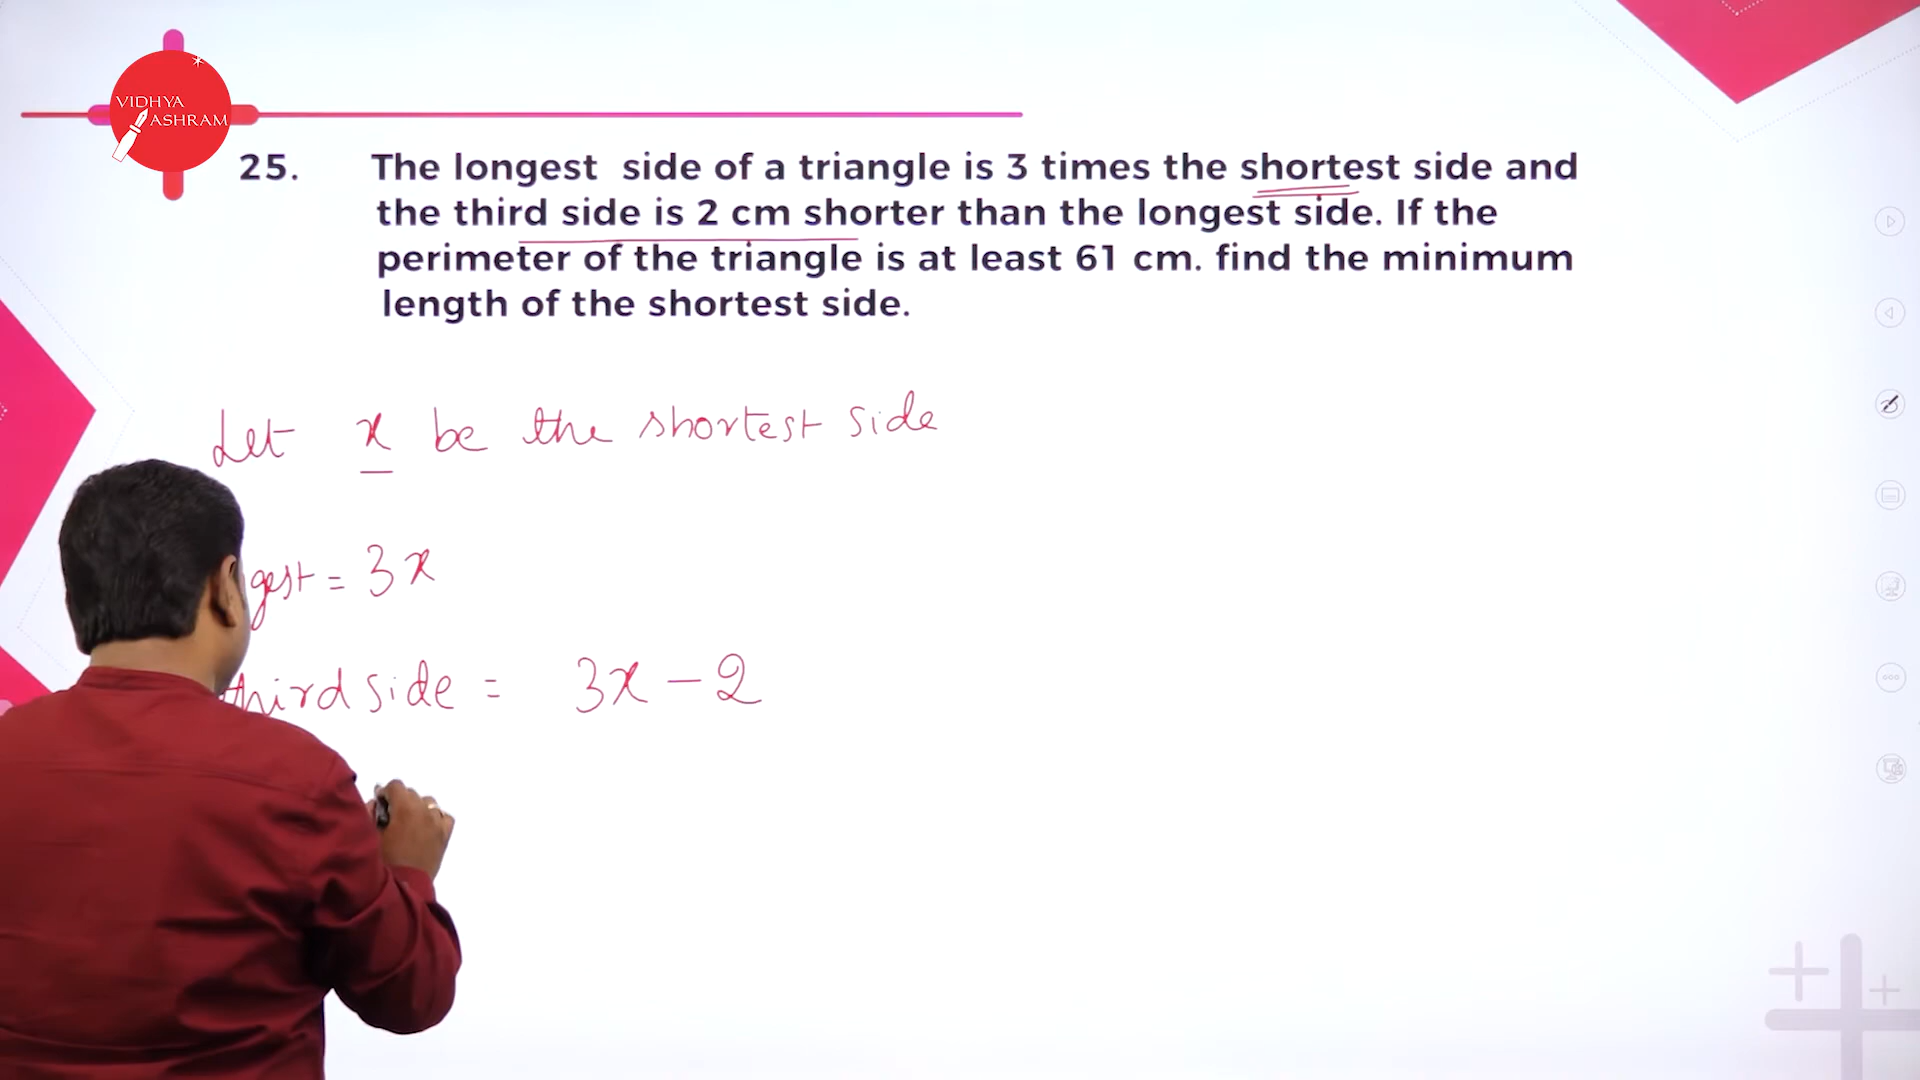 VIDHYA
ASHRAM
25. The longest side of a triangle is 3 times the shortest side and
the third side is 2 cm shorter than the longest side. If the
perimeter of the triangle is at least 61 cm. find the minimum
length of the shortest side.
Let x be the shortest side
gest = 3x
third side = 3x - 2